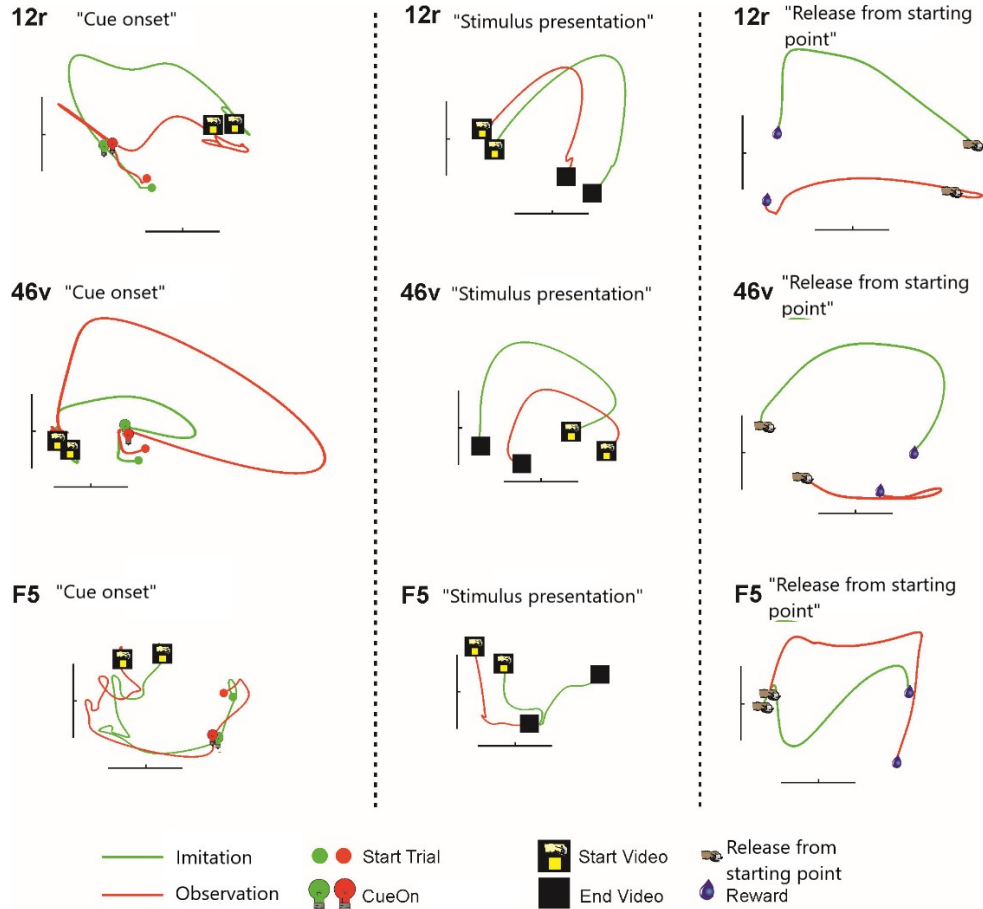 12r "Cue onset"
12r "Stimulus presentation"
12r "Release from starting
point"
46v "Cue onset"
46v "Stimulus presentation"
46v "Release from starting
point"
F5 "Cue onset"
F5 "Stimulus presentation"
F5 "Release from starting
point"
Imitation
Observation
Start Trial
CueOn
Start Video
End Video
Release from
starting point
Reward